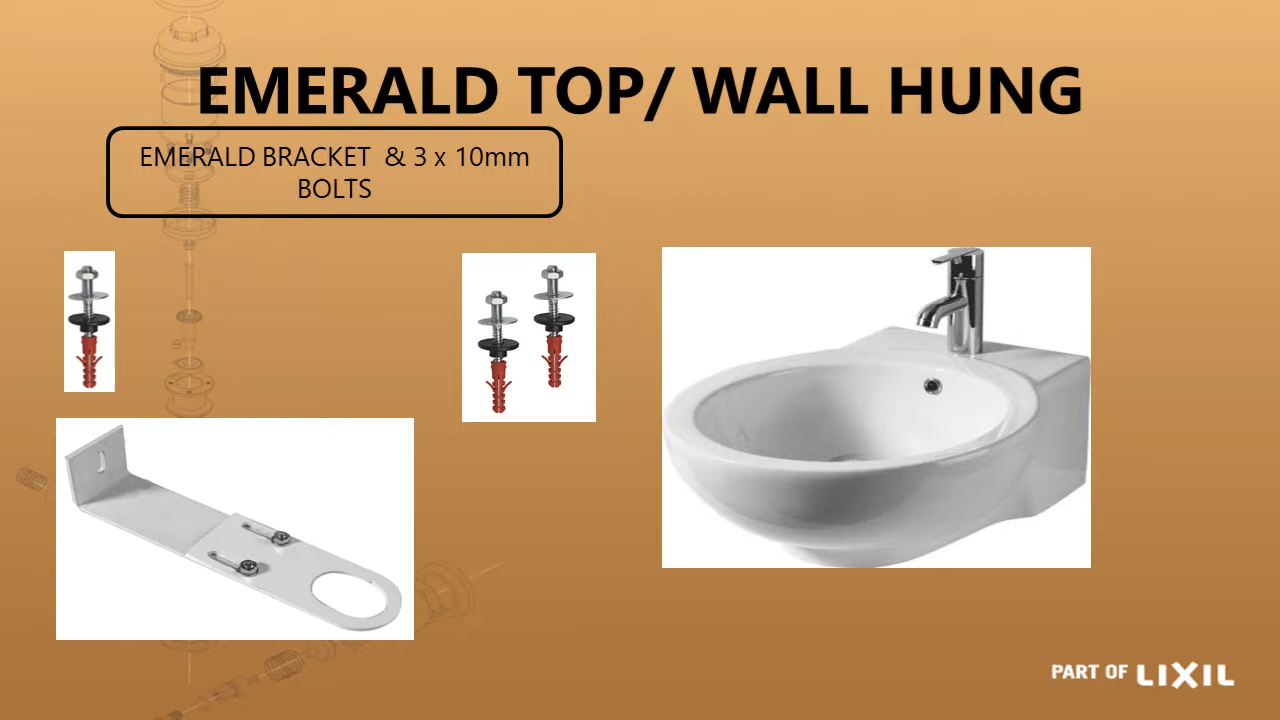 EMERALD TOP/ WALL HUNG
EMERALD BRACKET  & 3 x 10mm
BOLTS
PART OF LIXIL